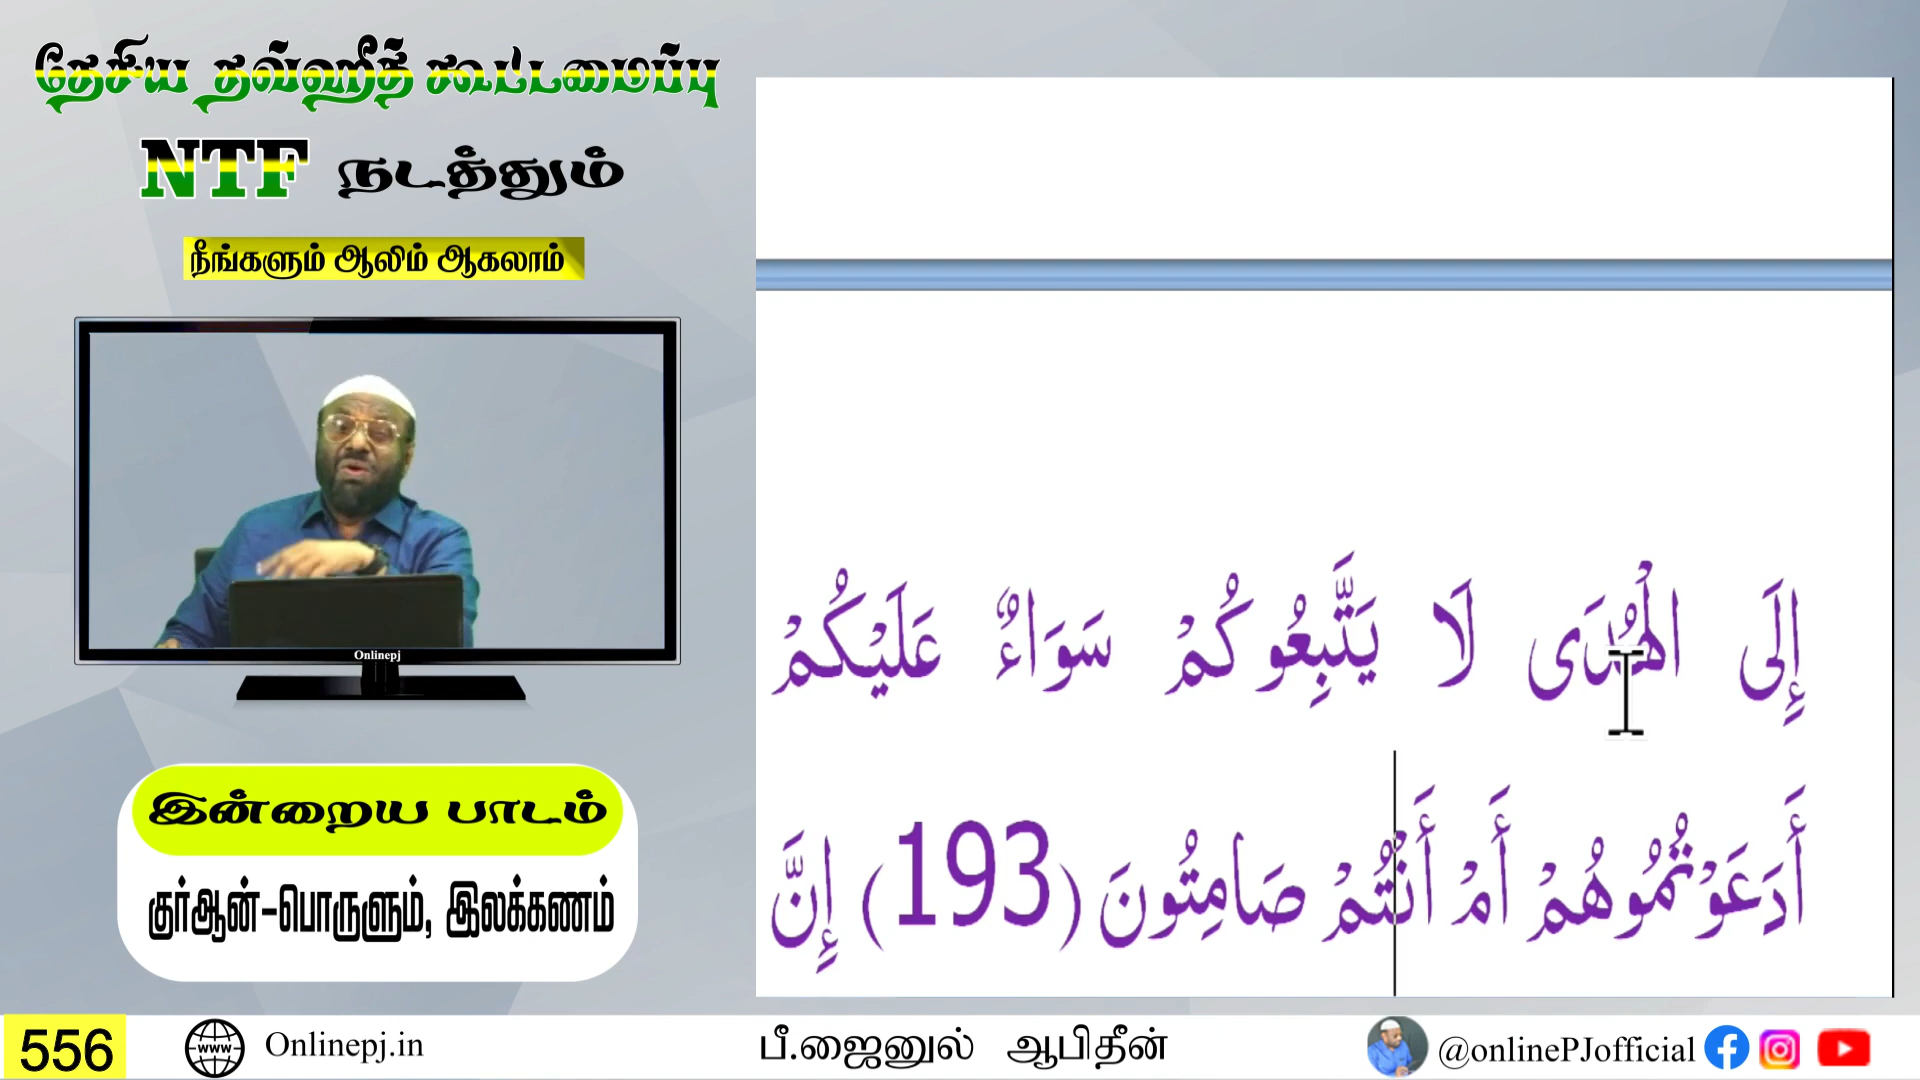 தேசிய தவ்ஹீத் கூட்டமைப்பு
NTF நடத்தும்
நீங்களும் ஆலிம் ஆகலாம்
Onlinepj
இன்றைய பாடம்
குர்ஆன்-பொருளும், இலக்கணம்
إِلَى الْهُدَى لَا يَتَّبِعُوكُمْ سَوَاءٌ عَلَيْكُمْ
أَدَعَوْتُمُوهُمْ أَمْ أَنْتُمْ صَامِتُونَ (193) إِنَّ
556
www
Onlinepj.in
பீ.ஜைனுல் ஆபிதீன்
@onlinePJofficial